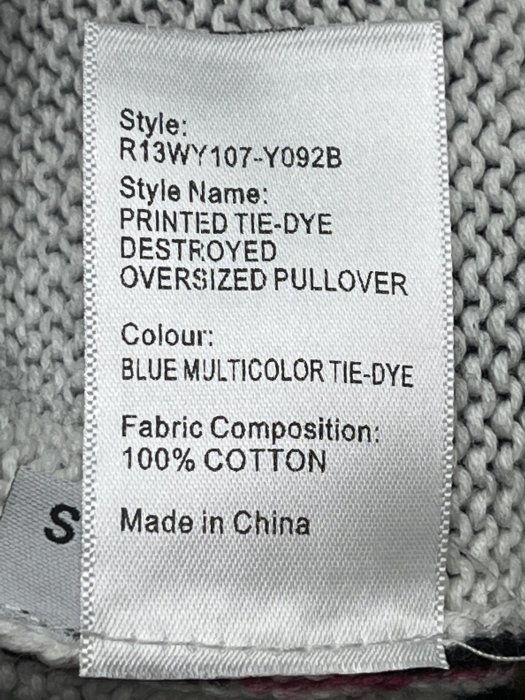 Style:
R13WY107-Y092B
Style Name:
PRINTED TIE-DYE
DESTROYED
OVERSIZED PULLOVER
Colour:
BLUE MULTICOLOR TIE-DYE
Fabric Composition:
100% COTTON
Made in China
S